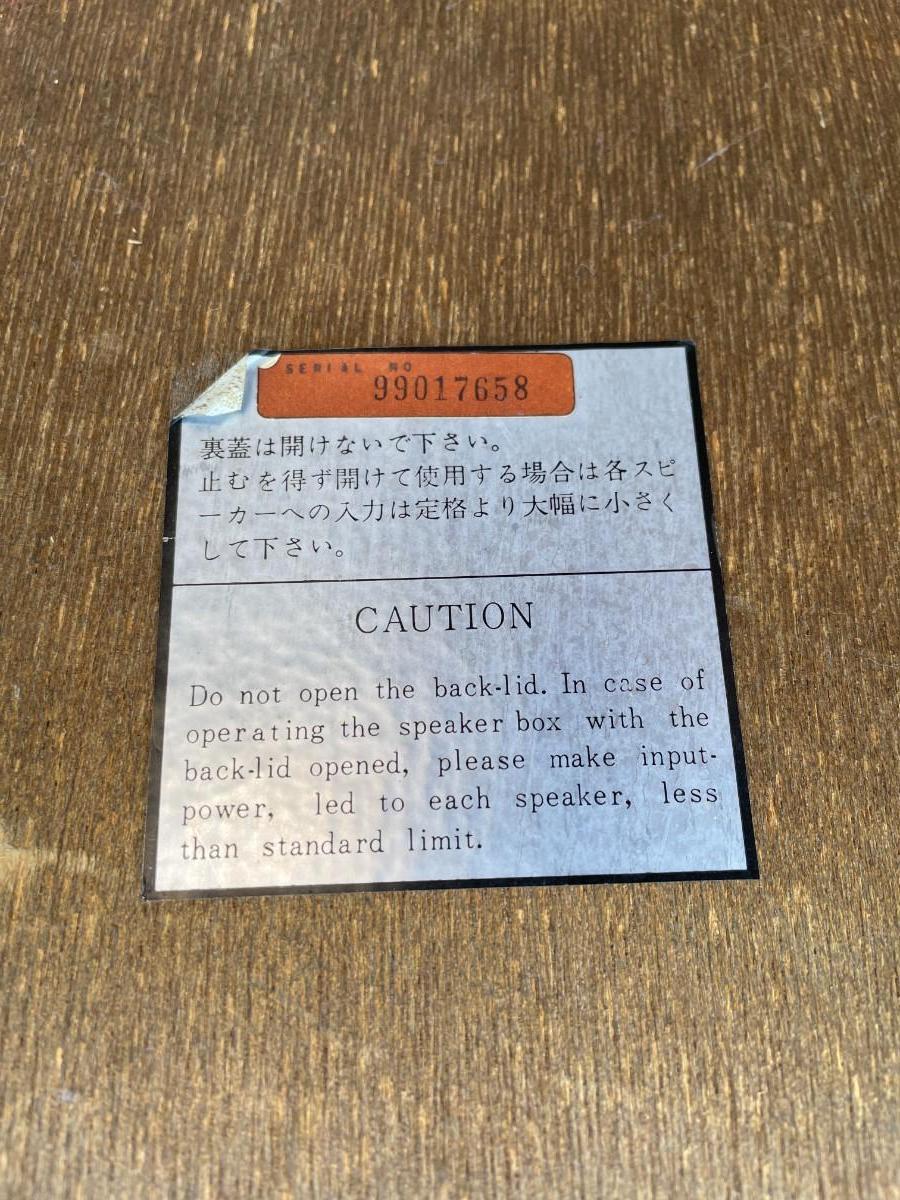 SERIAL NO
99017658
裏蓋は開けないで下さい。
止むを得ず開けて使用する場合は各スピ
ーカーへの入力は定格より大幅に小さく
して下さい。
CAUTION
Do not open the back-lid. In case of
operating the speaker box with the
back-lid opened, please make input-
power, led to each speaker, less
than standard limit.